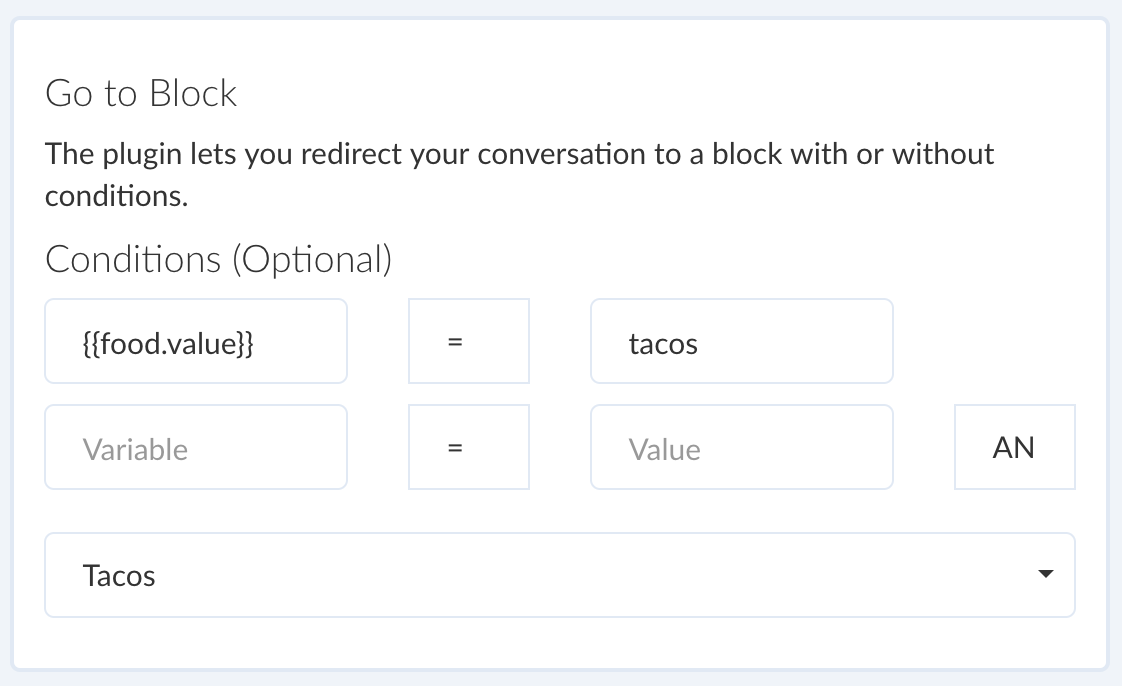 Go to Block
The plugin lets you redirect your conversation to a block with or without
conditions.
Conditions (Optional)
{{food.value}} = tacos
Variable = Value AN
Tacos